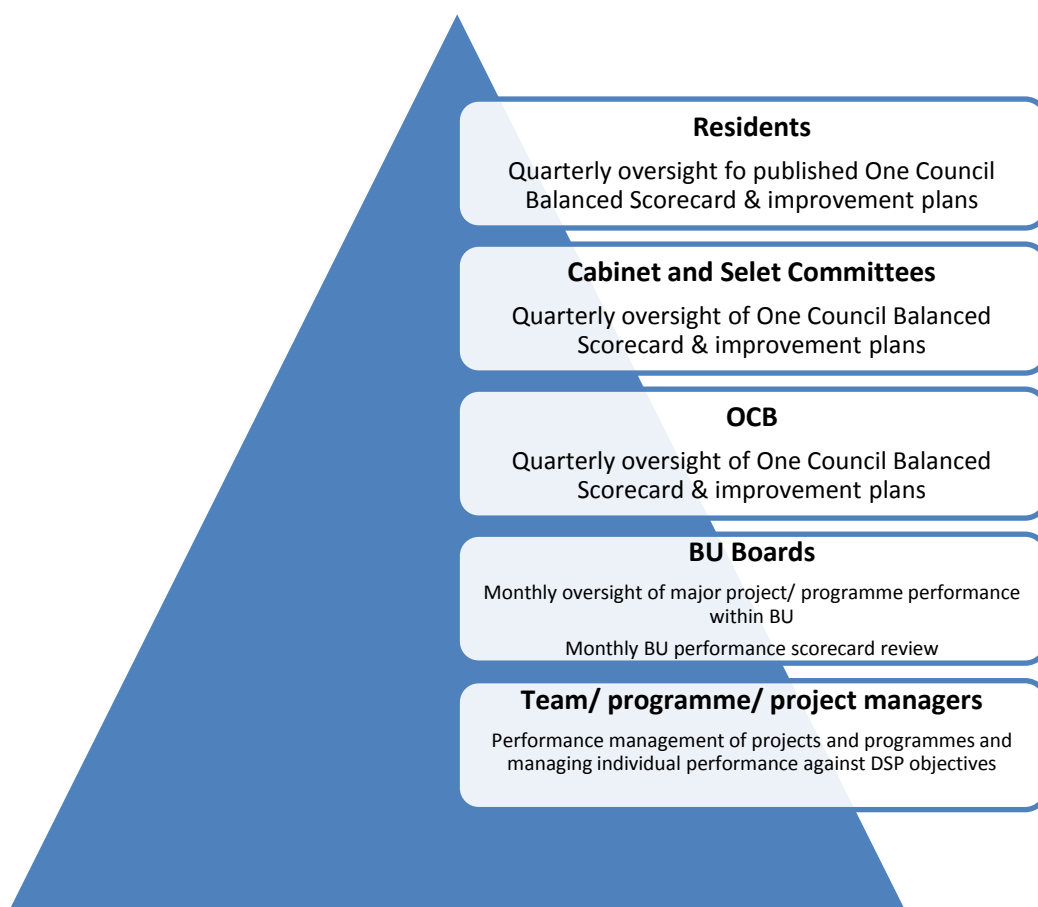 Residents
Quarterly oversight fo published One Council
Balanced Scorecard & improvement plans
Cabinet and Selet Committees
Quarterly oversight of One Council Balanced
Scorecard & improvement plans
OCB
Quarterly oversight of One Council Balanced
Scorecard & improvement plans
BU Boards
Monthly oversight of major project/ programme performance
within BU
Monthly BU performance scorecard review
Team/ programme/ project managers
Performance management of projects and programmes and
managing individual performance against DSP objectives